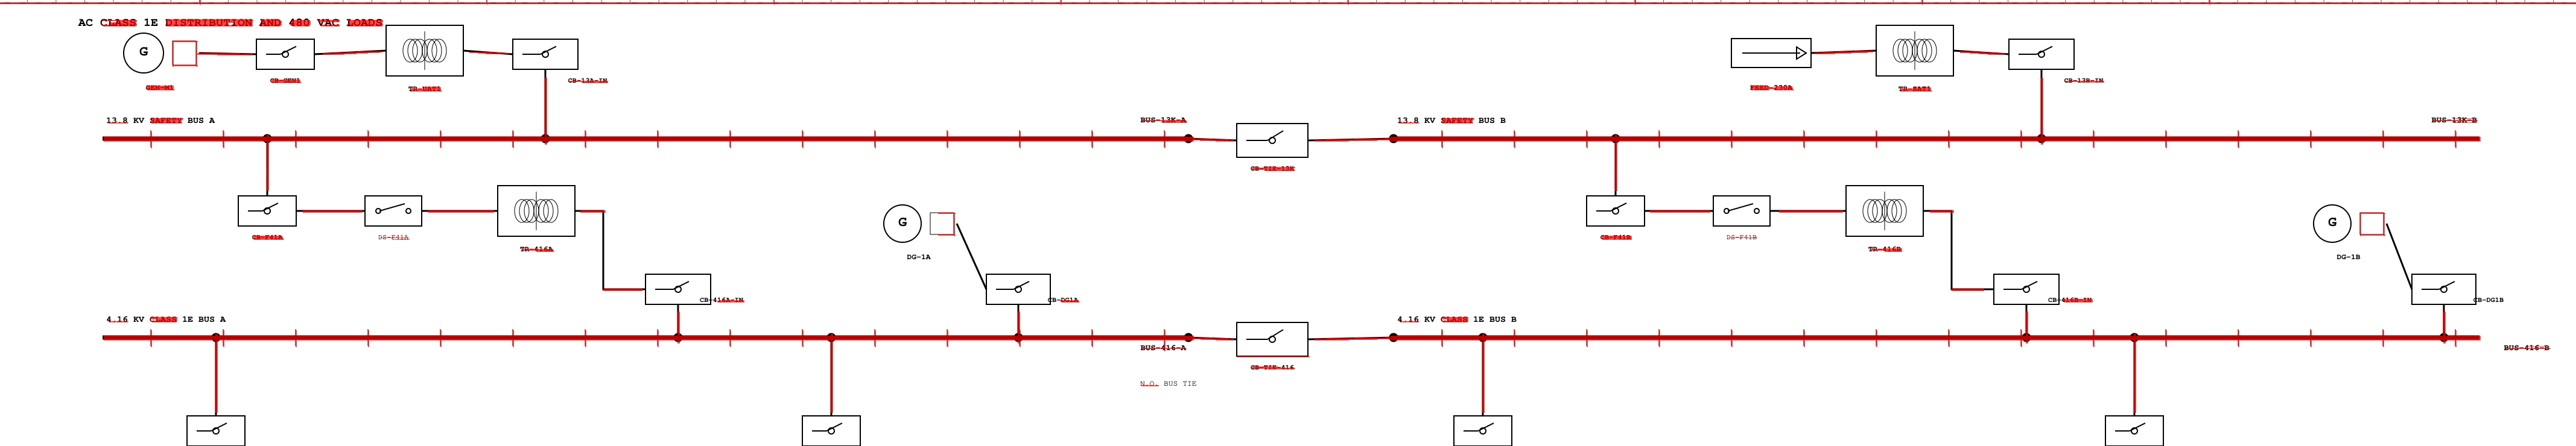 AC CLASS 1E DISTRIBUTION AND 480 VAC LOADS
G
GEN-M1
CB-GEN1
TR-UAT1
CB-13A-IN
FEED-230A
TR-SAT1
CB-13B-IN
13.8 KV SAFETY BUS A
BUS-13K-A
13.8 KV SAFETY BUS B
BUS-13K-B
CB-TIE-13K
CB-F41A
DS-F41A
TR-416A
G
DG-1A
CB-F41B
DS-F41B
TR-416B
G
DG-1B
CB-416A-IN
CB-DG1A
CB-416B-IN
CB-DG1B
4.16 KV CLASS 1E BUS A
4.16 KV CLASS 1E BUS B
BUS-416-A
BUS-416-B
CB-TIE-416
N.O. BUS TIE